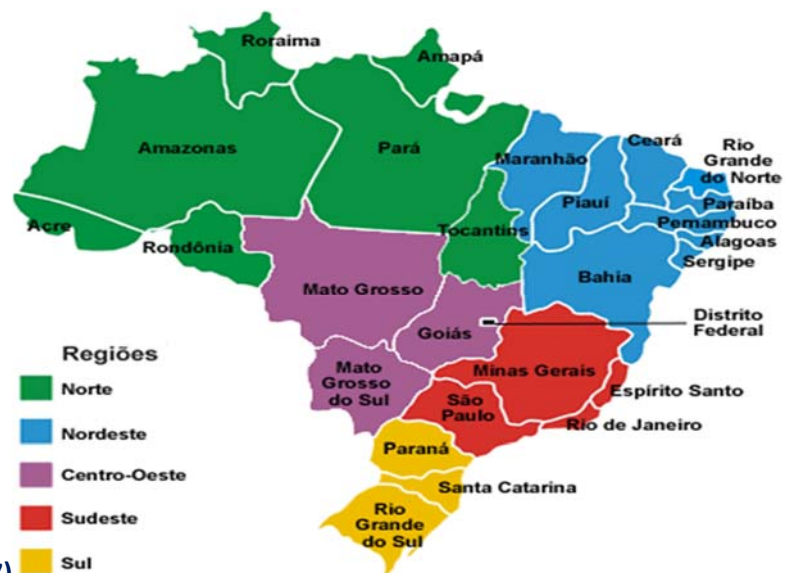 Roraima
Amapá
Amazonas
Pará
Maranhão
Ceará
Rio
Grande
do Norte
Piauí
Paraíba
Pernambuco
Alagoas
Sergipe
Acre
Rondônia
Tocantins
Bahia
Mato Grosso
Goiás
Distrito
Federal
Mato
Grosso
do Sul
Minas Gerais
Espírito Santo
São
Paulo
Rio de Janeiro
Paraná
Santa Catarina
Rio
Grande
do Sul
Regiões
Norte
Nordeste
Centro-Oeste
Sudeste
Sul